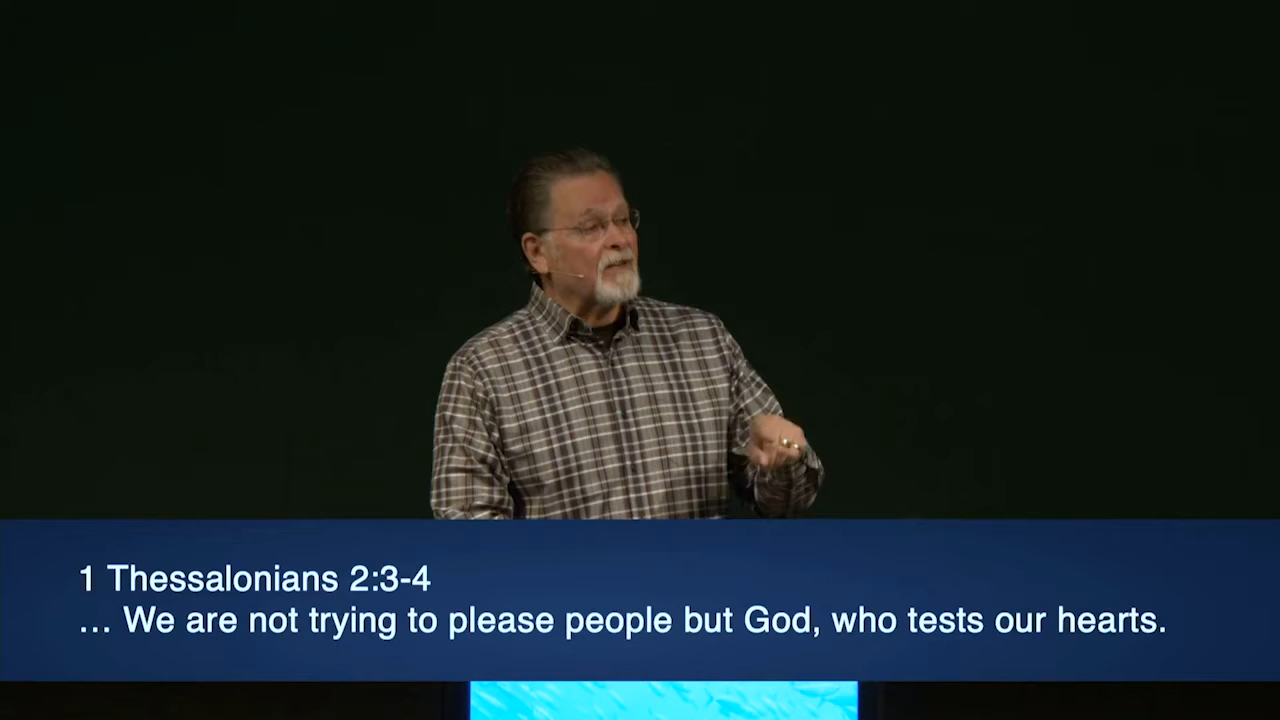 1 Thessalonians 2:3-4
... We are not trying to please people but God, who tests our hearts.